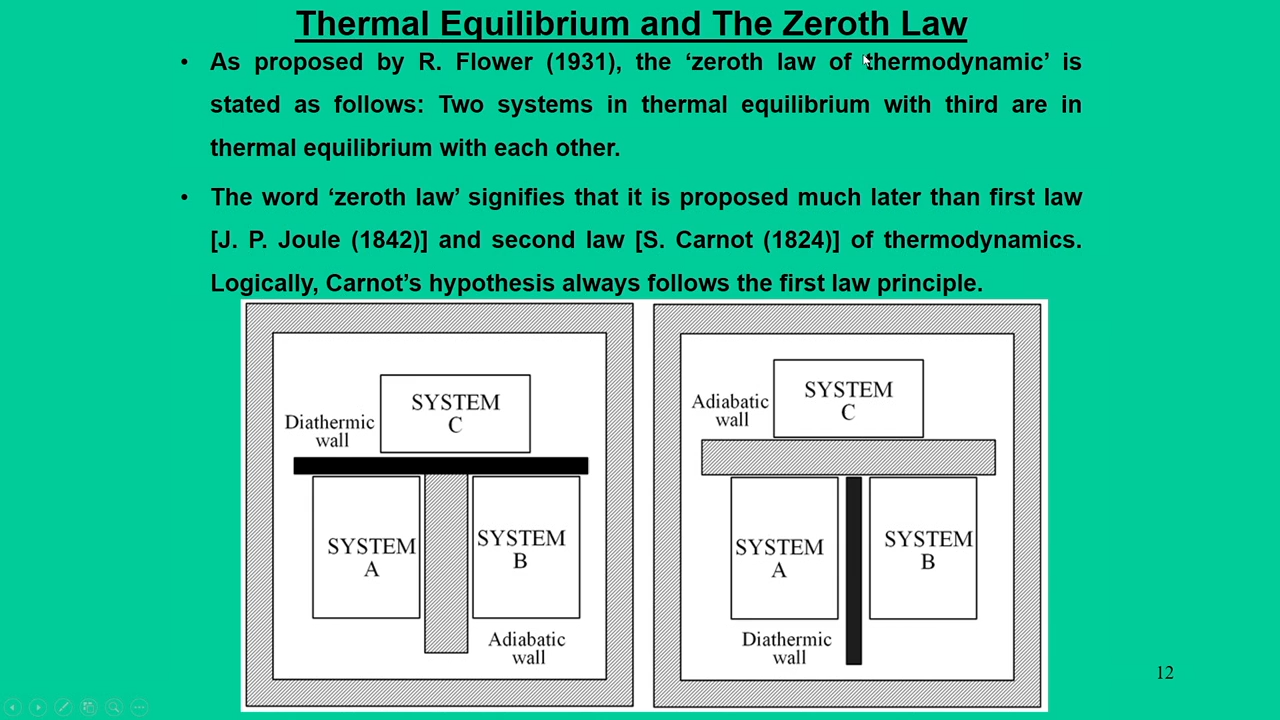 Thermal Equilibrium and The Zeroth Law
• As proposed by R. Flower (1931), the ‘zeroth law of thermodynamic’ is
stated as follows: Two systems in thermal equilibrium with third are in
thermal equilibrium with each other.
• The word ‘zeroth law’ signifies that it is proposed much later than first law
[J. P. Joule (1842)] and second law [S. Carnot (1824)] of thermodynamics.
Logically, Carnot’s hypothesis always follows the first law principle.
SYSTEM
C
Diathermic
wall
SYSTEM
A
SYSTEM
B
Adiabatic
wall
SYSTEM
C
Adiabatic
wall
SYSTEM
A
SYSTEM
B
Diathermic
wall
12